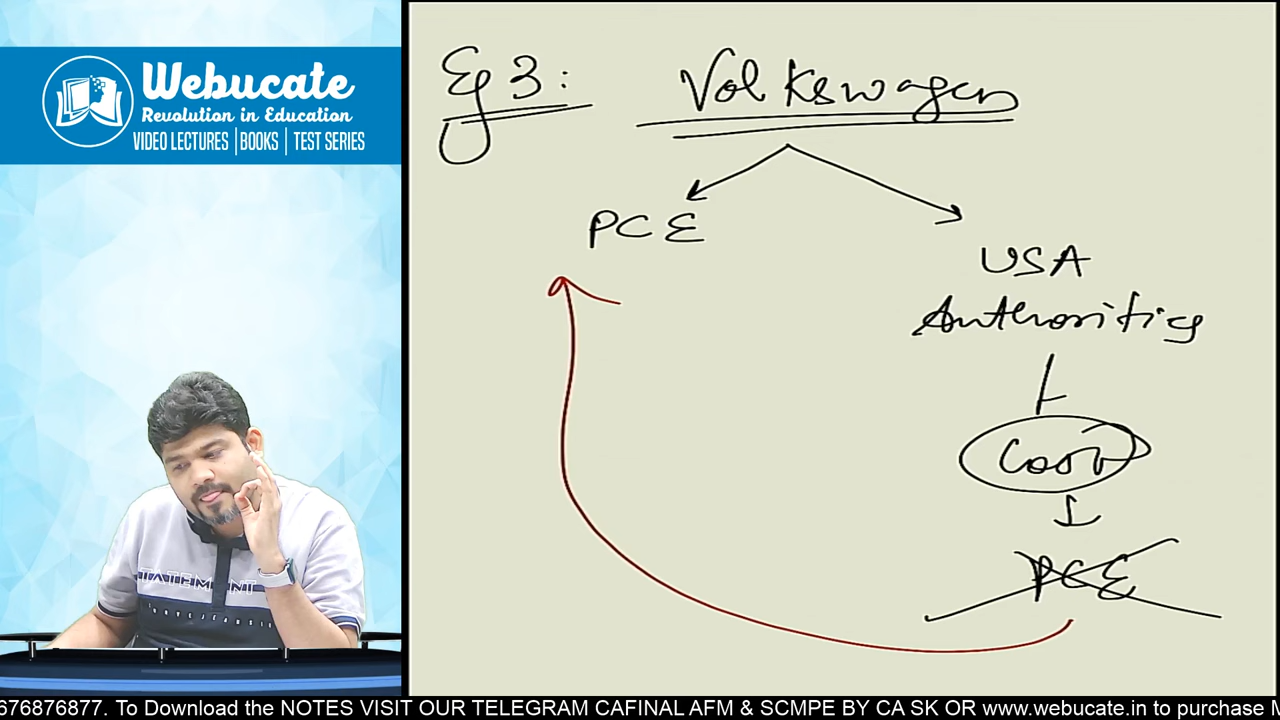 Webucate
Revolution in Education
VIDEO LECTURES | BOOKS | TEST SERIES
Eg 3: Volkswagen
PCE
USA
Authorities
PCE
TATEMENT
676876877. To Download the NOTES VISIT OUR TELEGRAM CAFINAL AFM & SCMPE BY CA SK OR www.webucate.in to purchase M